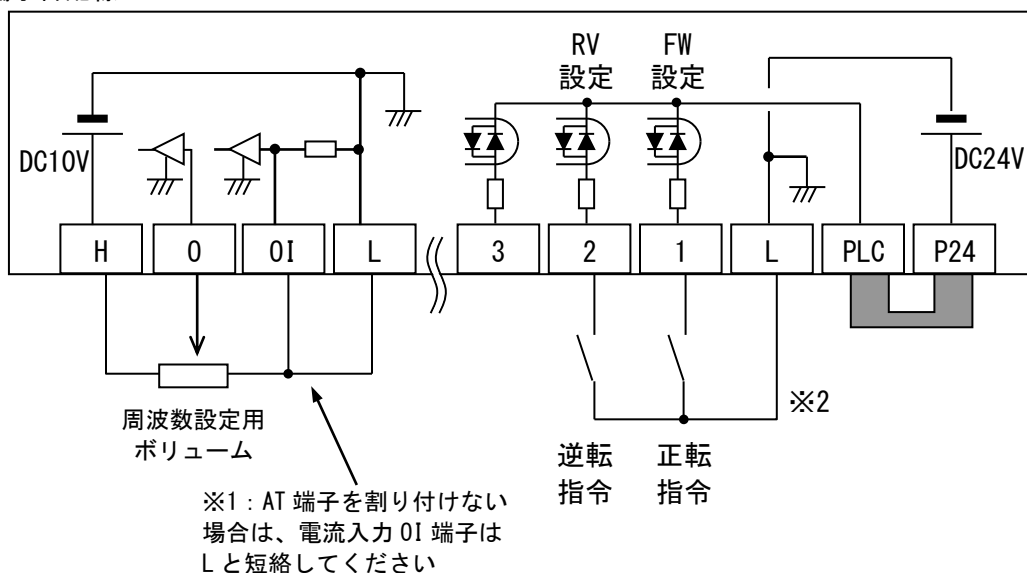 RV
設定
FW
設定
DC10V
DC24V
H
O
OI
L
3
2
1
L
PLC
P24
※2
周波数設定用
ボリューム
逆転
指令
正転
指令
※1：AT 端子を割り付けない
場合は、電流入力 OI 端子は
L と短絡してください